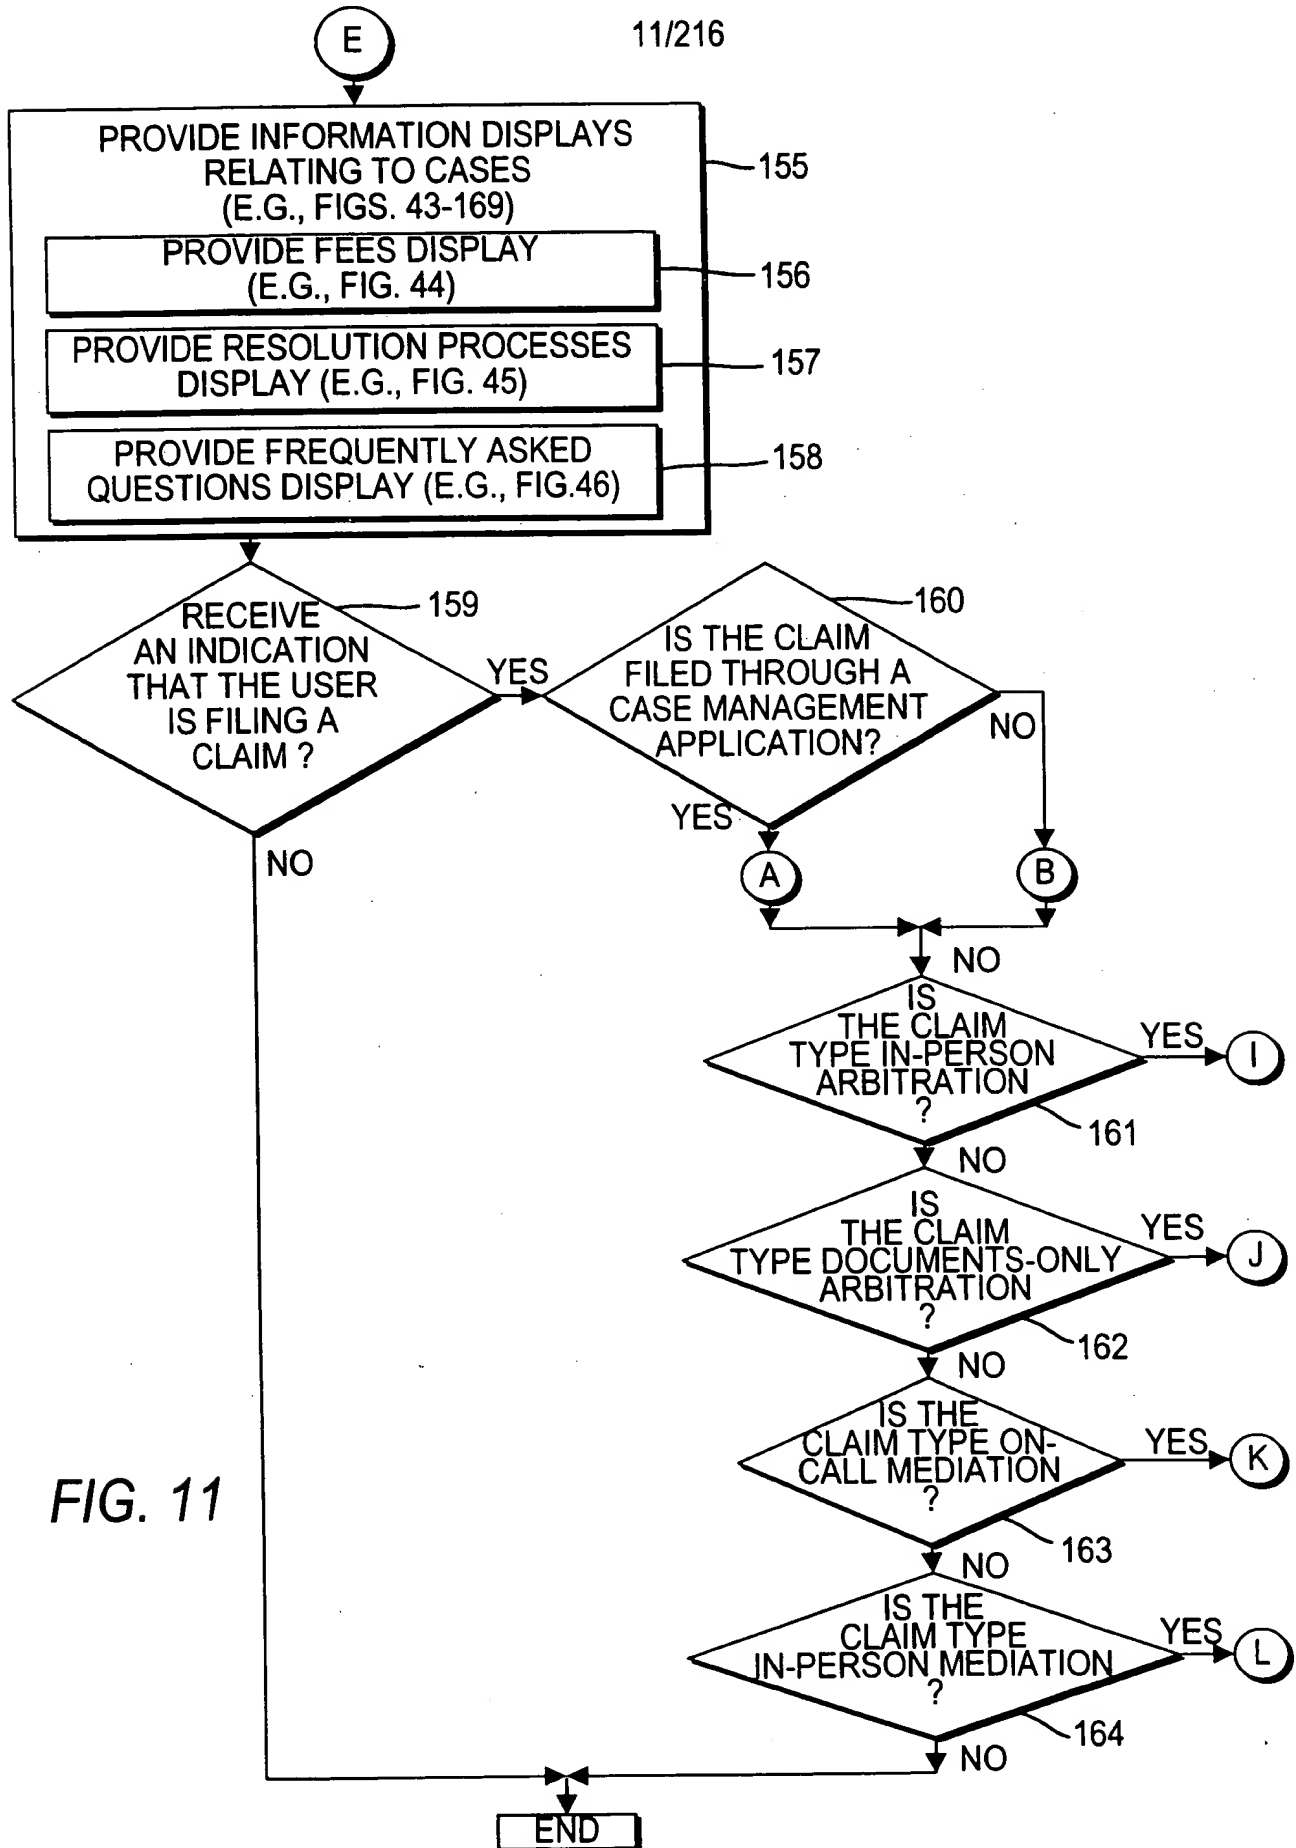 E
11/216
PROVIDE INFORMATION DISPLAYS
RELATING TO CASES
(E.G., FIGS. 43-169)
155
PROVIDE FEES DISPLAY
(E.G., FIG. 44)
156
PROVIDE RESOLUTION PROCESSES
DISPLAY (E.G., FIG. 45)
157
PROVIDE FREQUENTLY ASKED
QUESTIONS DISPLAY (E.G., FIG.46)
158
RECEIVE
AN INDICATION
THAT THE USER
IS FILING A
CLAIM ?
159
YES
NO
IS THE CLAIM
FILED THROUGH A
CASE MANAGEMENT
APPLICATION?
160
NO
YES
A
B
NO
IS
THE CLAIM
TYPE IN-PERSON
ARBITRATION
?
YES
I
161
NO
IS
THE CLAIM
TYPE DOCUMENTS-ONLY
ARBITRATION
?
YES
J
162
NO
IS THE
CLAIM TYPE ON-
CALL MEDIATION
?
YES
K
163
NO
IS THE
CLAIM TYPE
IN-PERSON MEDIATION
?
YES
L
164
NO
FIG. 11
END